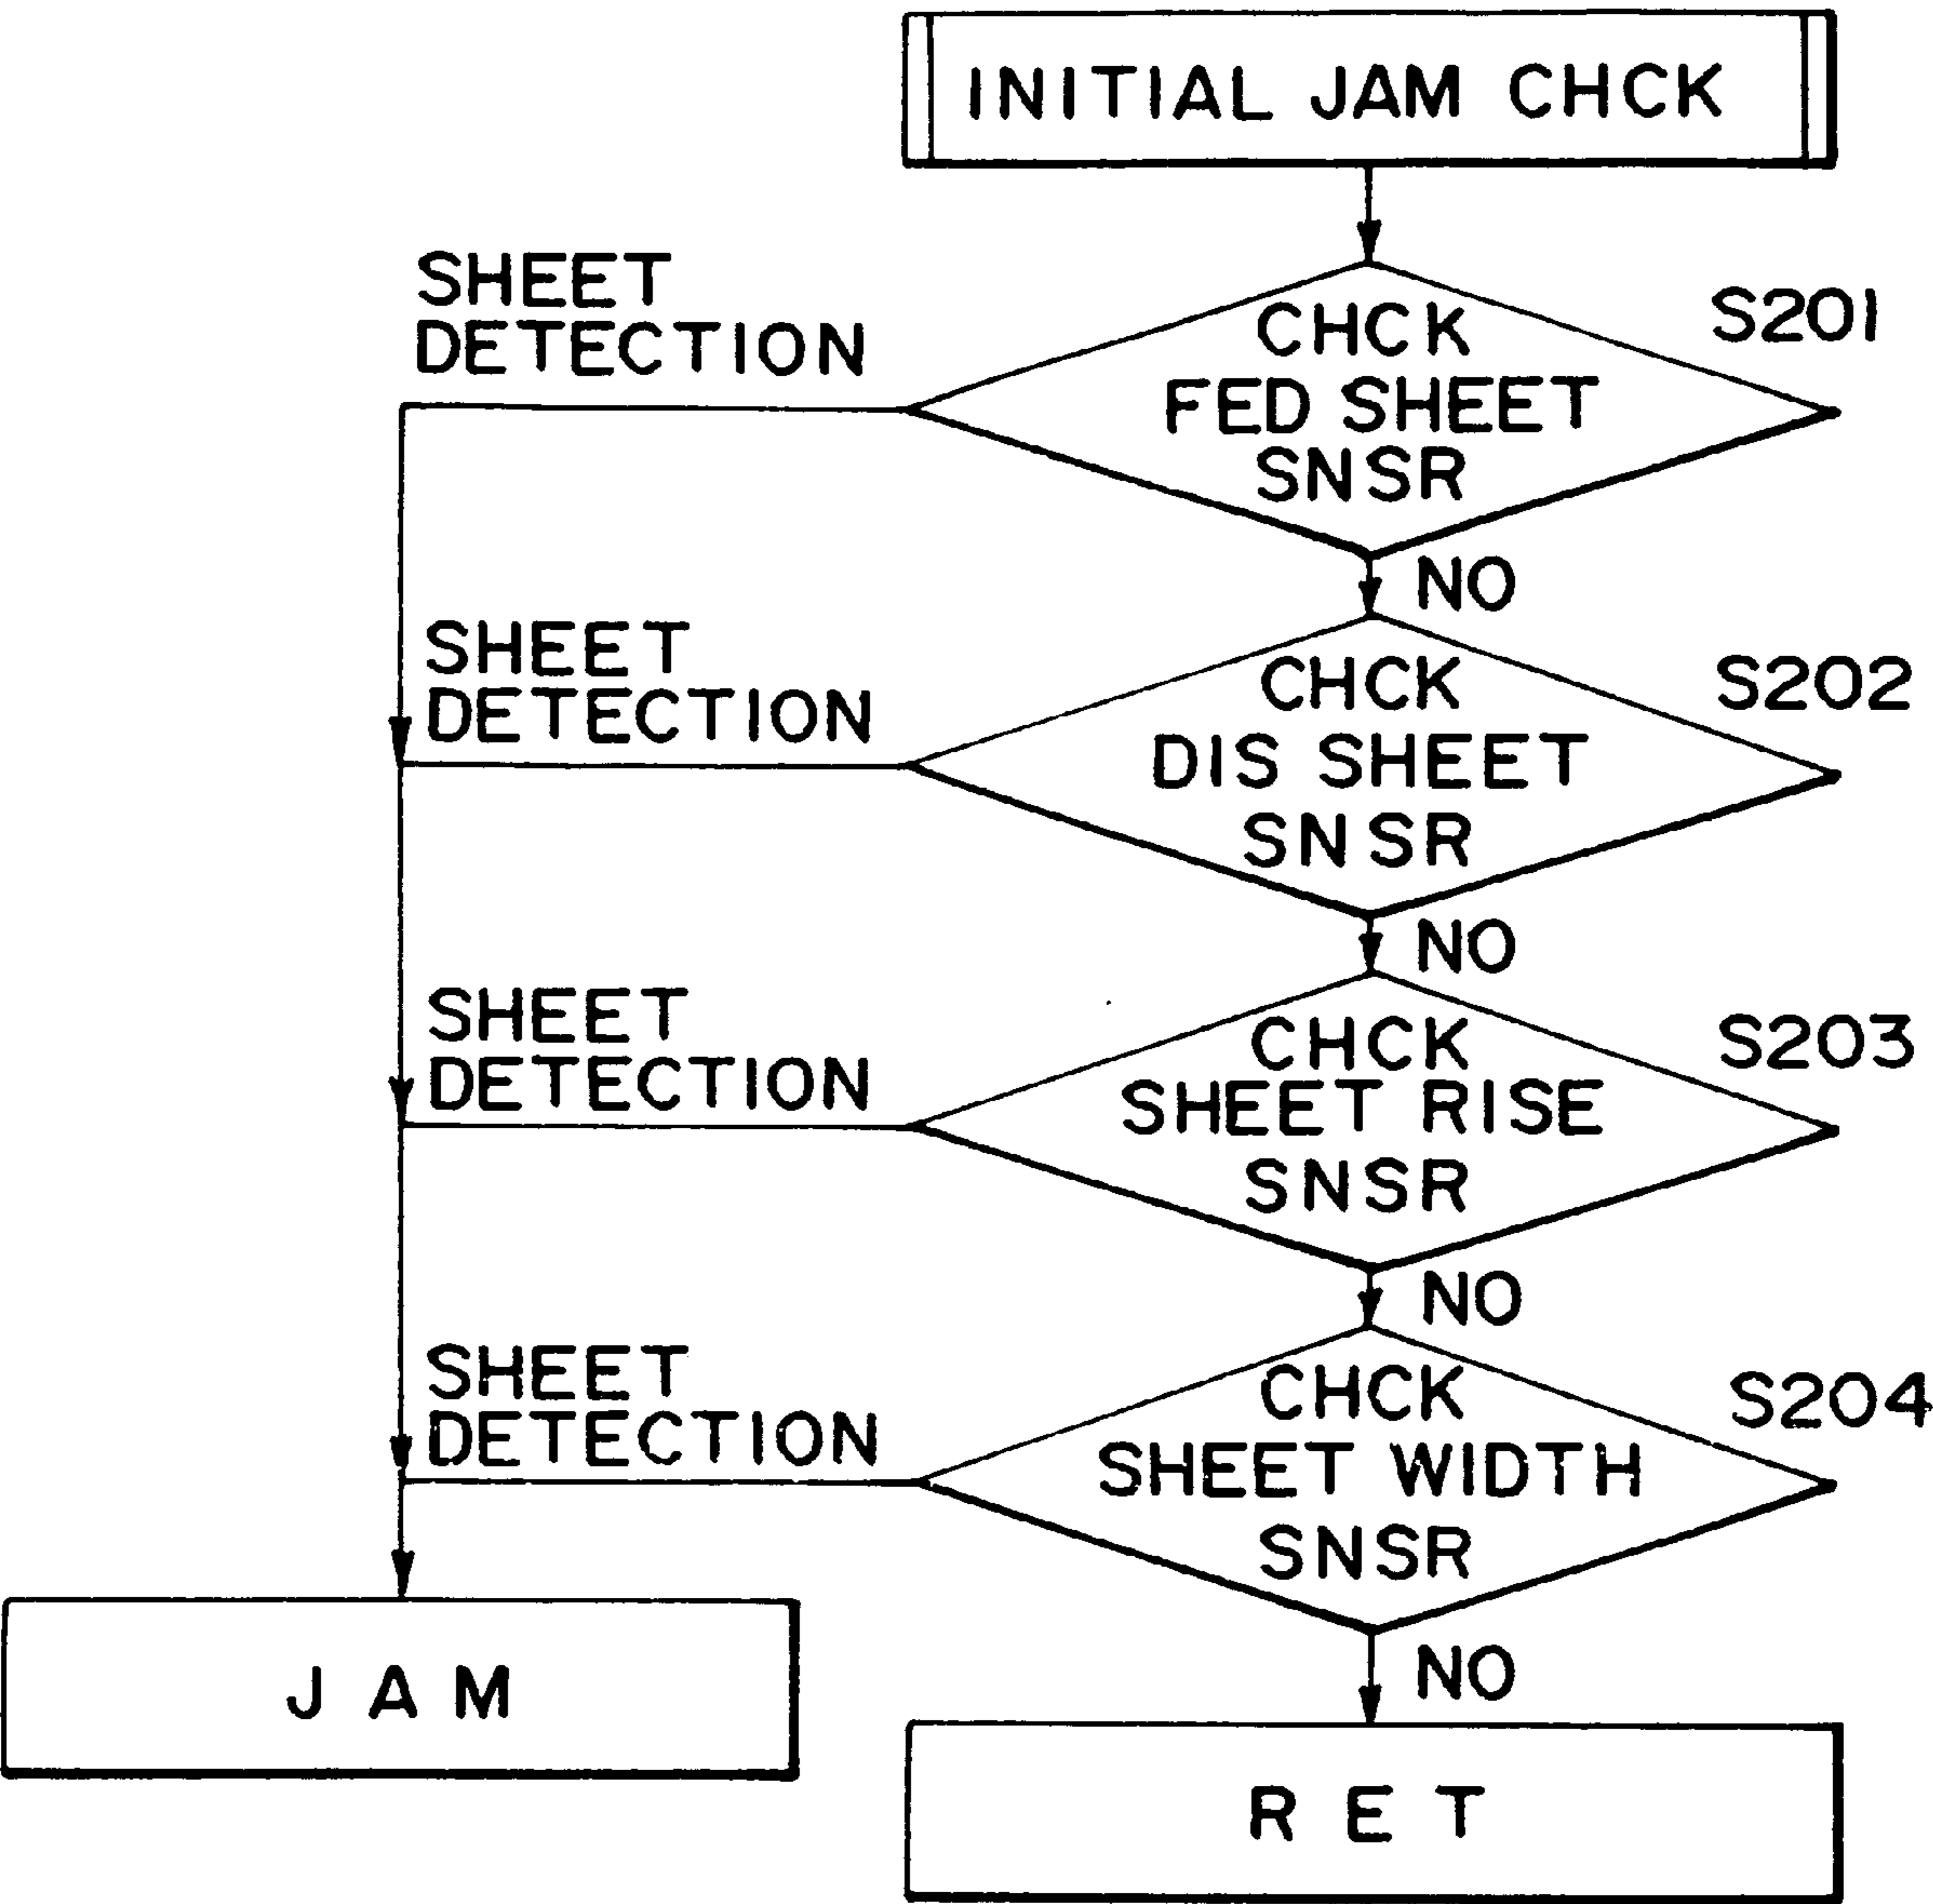 INITIAL JAM CHCK
SHEET
DETECTION
CHCK
FED SHEET
SNSR
S201
NO
SHEET
DETECTION
CHCK
DIS SHEET
SNSR
S202
NO
SHEET
DETECTION
CHCK
SHEET RISE
SNSR
S203
NO
SHEET
DETECTION
CHCK
SHEET WIDTH
SNSR
S204
NO
JAM
RET